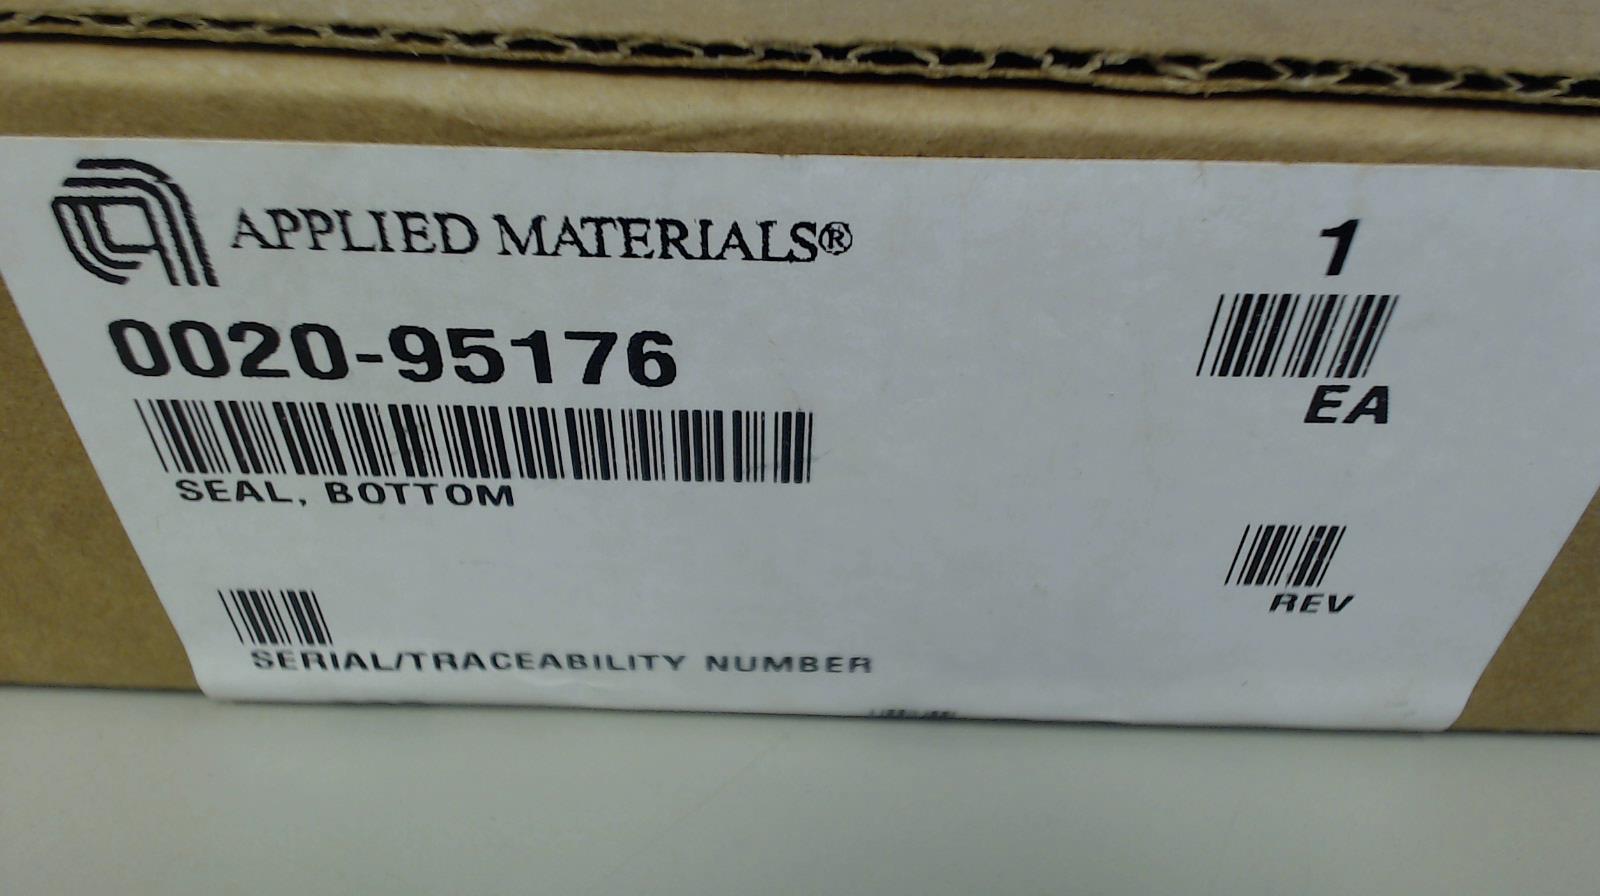 APPLIED MATERIALS®
1
0020-95176
EA
SEAL, BOTTOM
REV
SERIAL/TRACEABILITY NUMBER